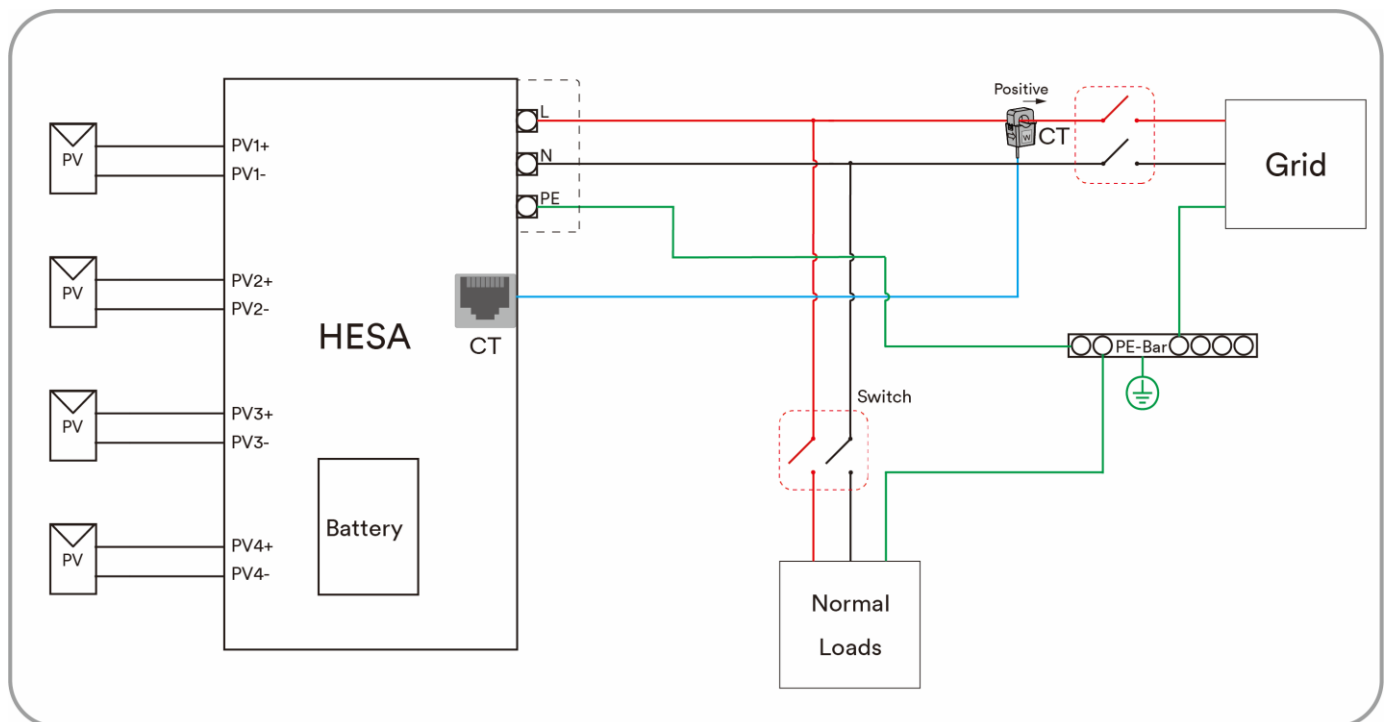 Positive
CT
L
N
PE
Grid
PV
PV1+
PV1-
PV
PV2+
PV2-
HESA
CT
PE-Bar
PV
PV3+
PV3-
Switch
Battery
PV
PV4+
PV4-
Normal
Loads